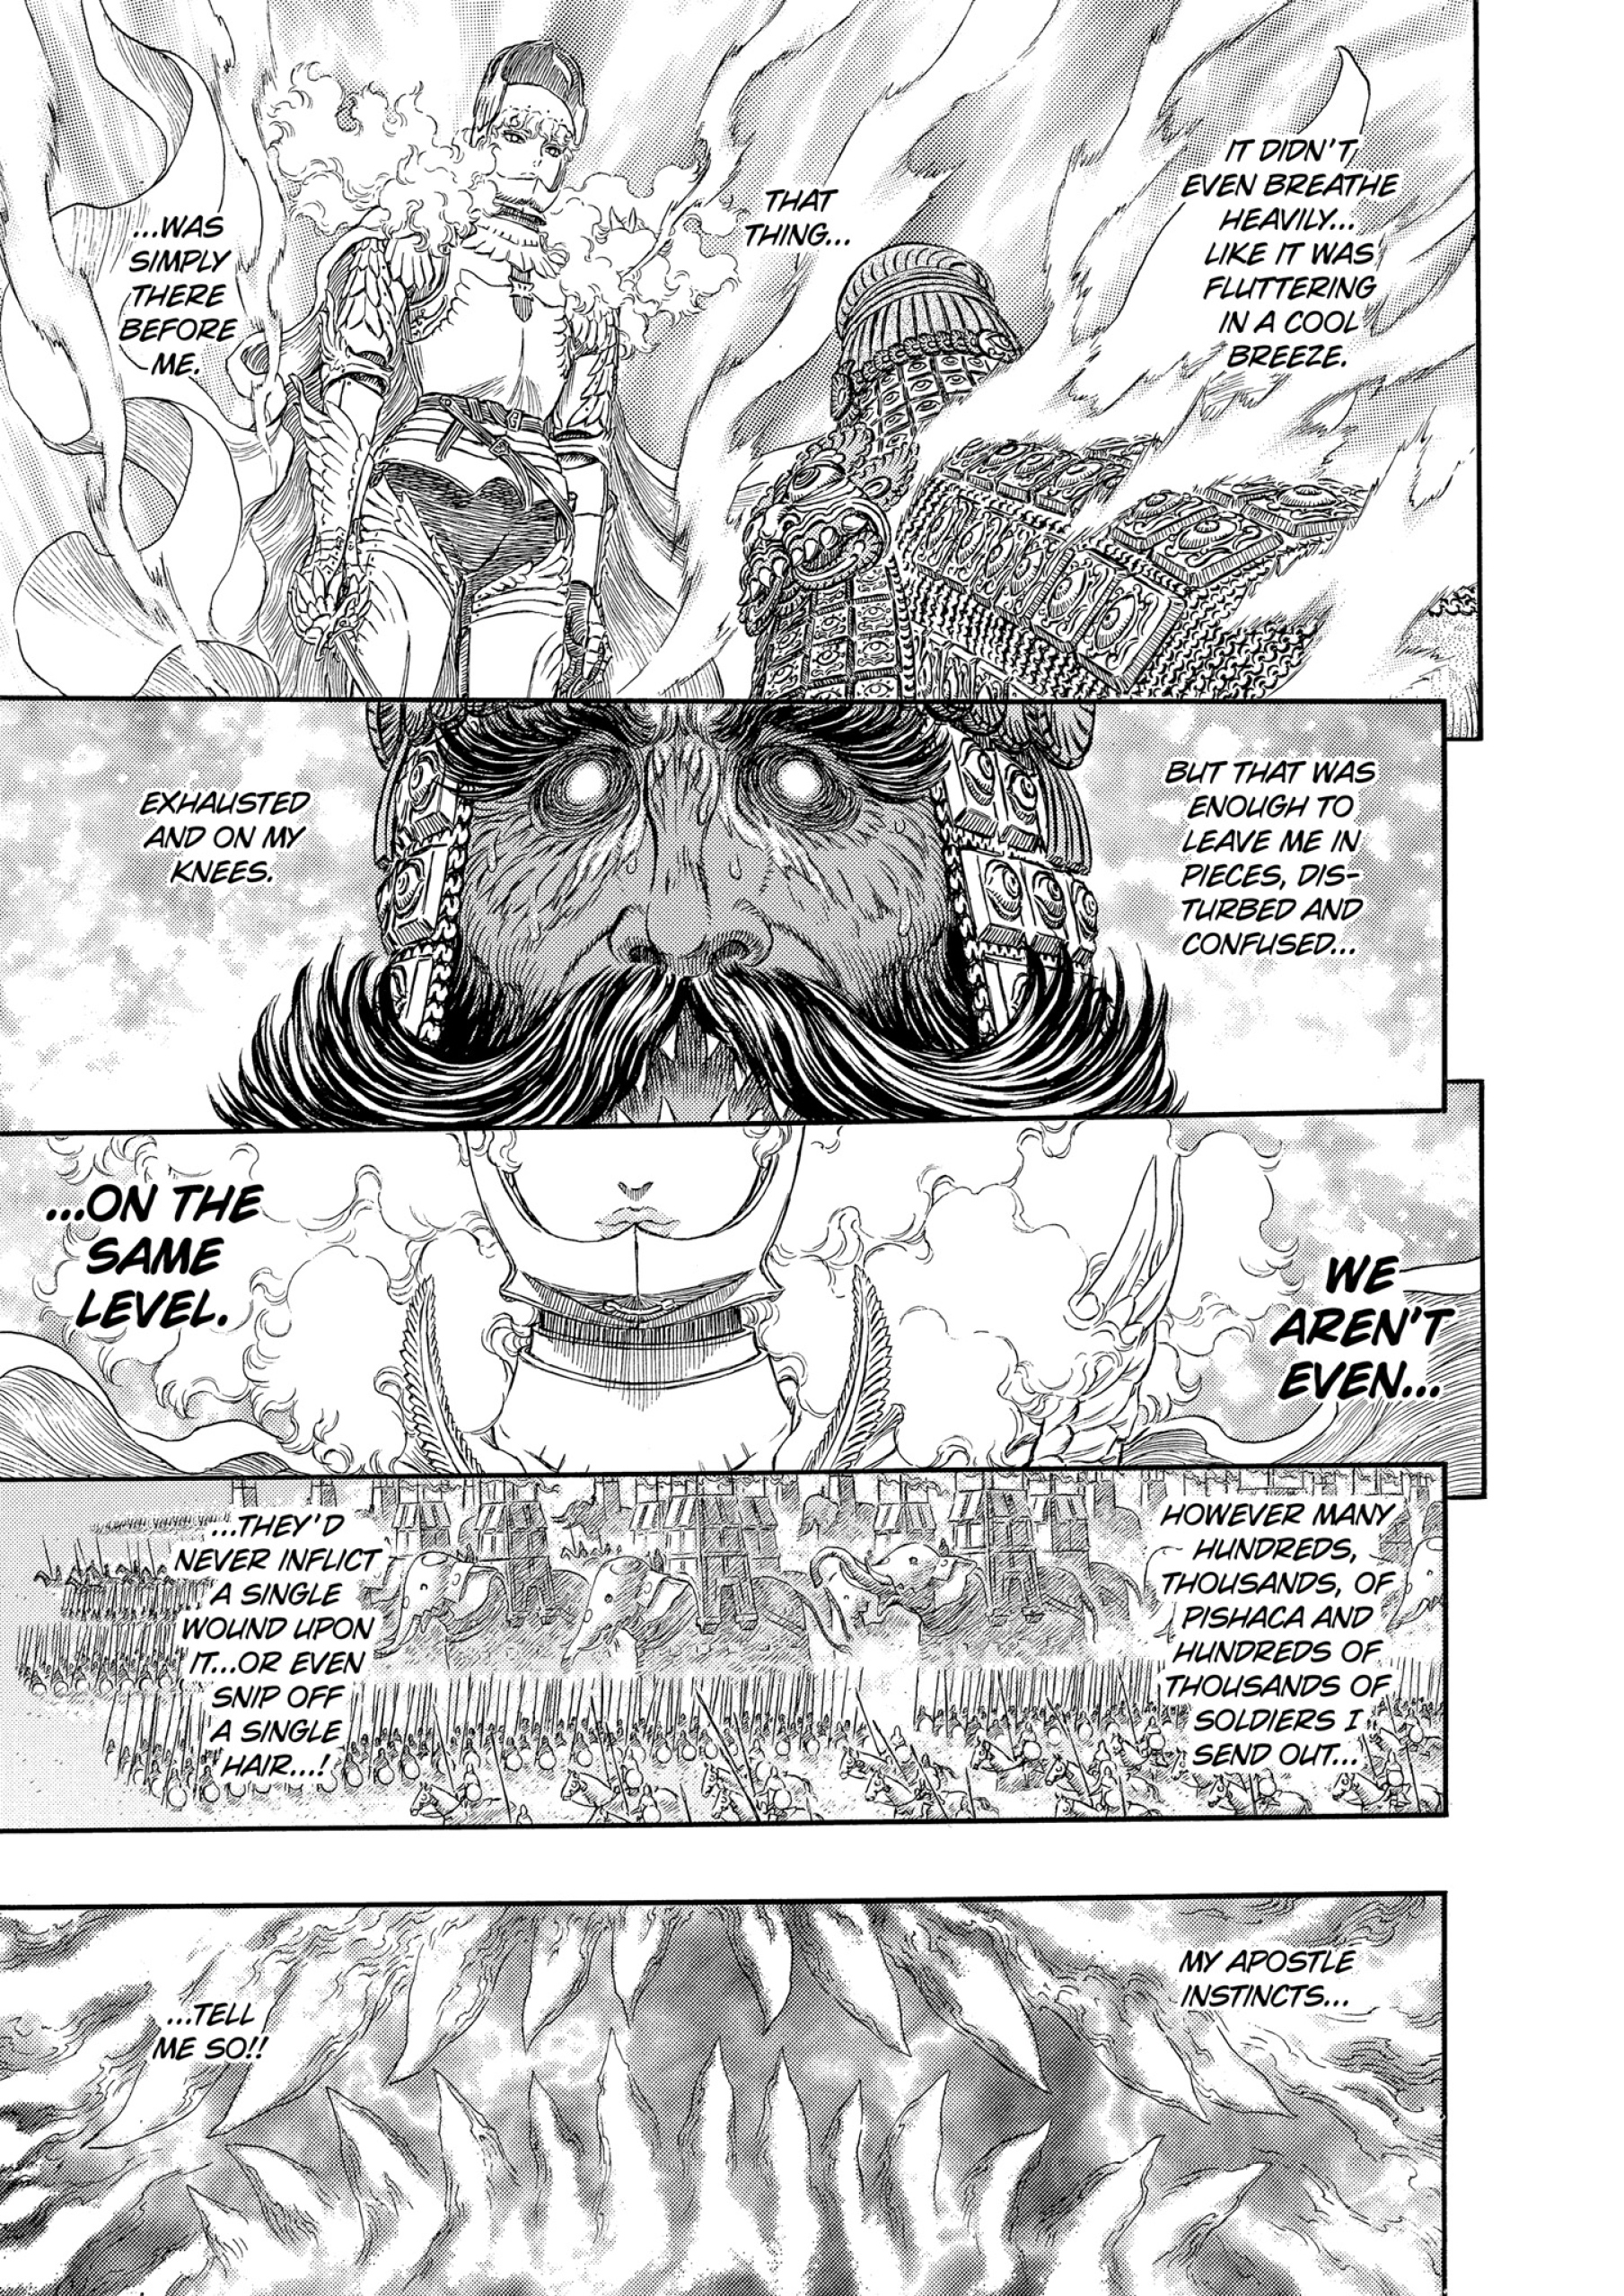 IT DIDN'T
EVEN BREATHE
HEAVILY...
LIKE IT WAS
FLUTTERING
IN A COOL
BREEZE.
THAT
THING...
...WAS
SIMPLY
THERE
BEFORE
ME.
BUT THAT WAS
ENOUGH TO
LEAVE ME IN
PIECES, DIS-
TURBED AND
CONFUSED...
EXHAUSTED
AND ON MY
KNEES.
WE
AREN'T
EVEN...
...ON THE
SAME
LEVEL.
HOWEVER MANY
HUNDREDS,
THOUSANDS, OF
PISHACA AND
HUNDREDS OF
THOUSANDS OF
SOLDIERS I
SEND OUT...
...THEY'D
NEVER INFLICT
A SINGLE
WOUND UPON
IT...OR EVEN
SNIP OFF
A SINGLE
HAIR...!
MY APOSTLE
INSTINCTS...
...TELL
ME SO!!